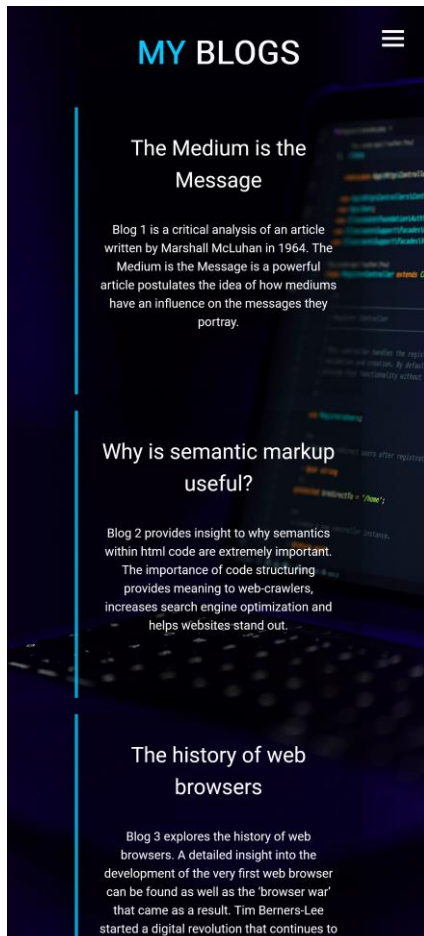 MY BLOGS
The Medium is the
Message
Blog 1 is a critical analysis of an article
written by Marshall McLuhan in 1964. The
Medium is the Message is a powerful
article postulates the idea of how mediums
have an influence on the messages they
portray.
Why is semantic markup
useful?
Blog 2 provides insight to why semantics
within html code are extremely important.
The importance of code structuring
provides meaning to web-crawlers,
increases search engine optimization and
helps websites stand out.
The history of web
browsers
Blog 3 explores the history of web
browsers. A detailed insight into the
development of the very first web browser
can be found as well as the ‘browser war’
that came as a result. Tim Berners-Lee
started a digital revolution that continues to